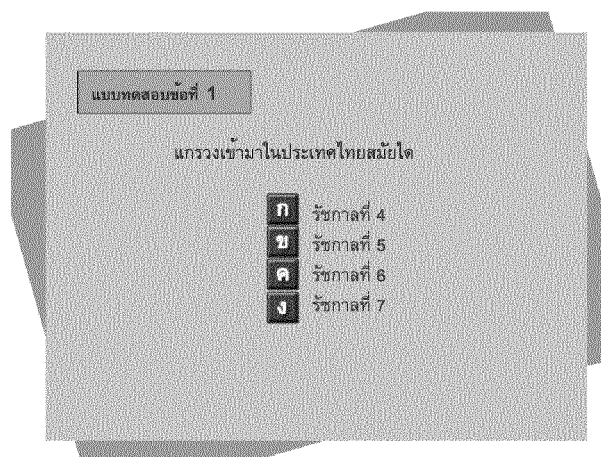 แบบทดสอบข้อที่ 1
แกรวงเข้ามาในประเทศไทยสมัยใด
ก รัชกาลที่ 4
ข รัชกาลที่ 5
ค รัชกาลที่ 6
ง รัชกาลที่ 7